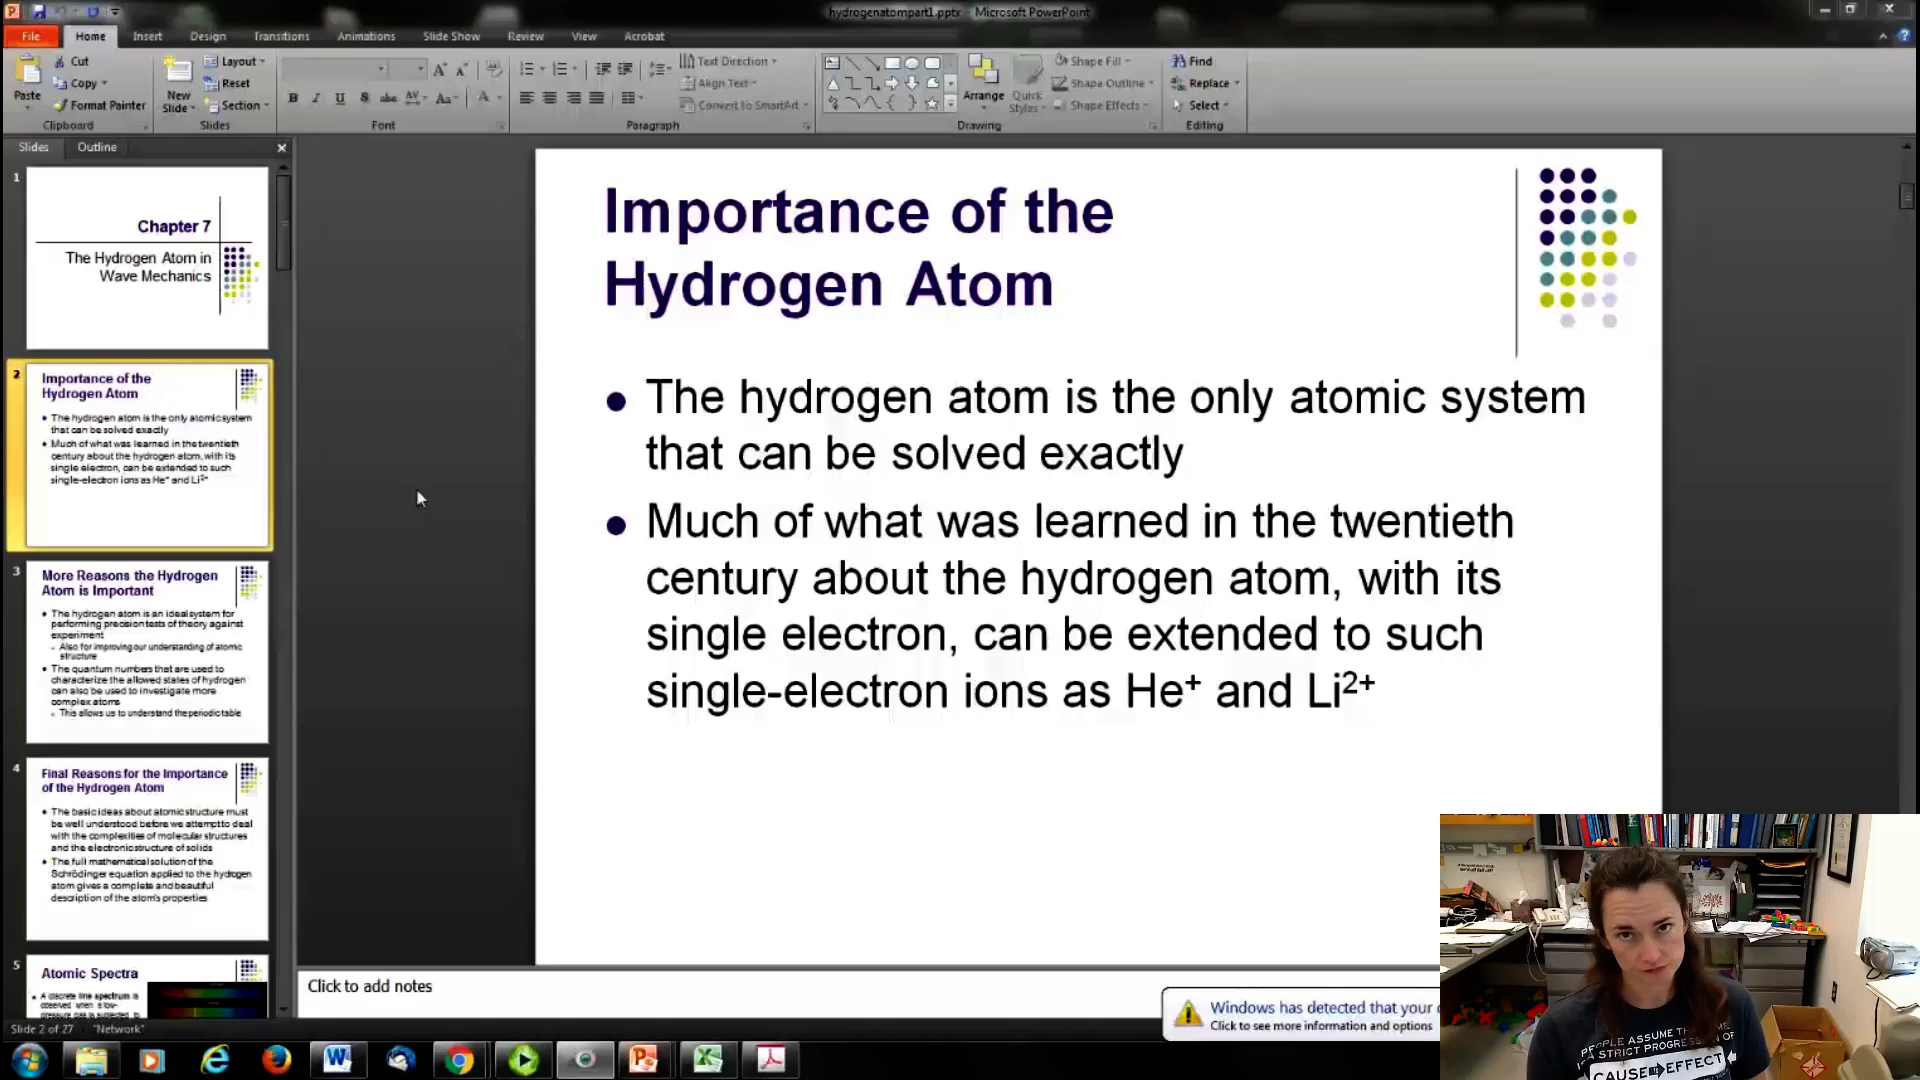 hydrogenatompart1.pptx - Microsoft PowerPoint
File Home Insert Design Transitions Animations Slide Show Review View Acrobat
Cut
Copy
Format Painter
Paste
Clipboard
New
Slide
Layout
Reset
Section
Slides
Font
Text Direction
Align Text
Convert to SmartArt
Paragraph
Arrange
Quick
Styles
Shape Fill
Shape Outline
Shape Effects
Drawing
Find
Replace
Select
Editing
Slides Outline
1
Chapter 7
The Hydrogen Atom in
Wave Mechanics
2
Importance of the
Hydrogen Atom
The hydrogen atom is the only atomic system
that can be solved exactly
Much of what was learned in the twentieth
century about the hydrogen atom, with its
single electron, can be extended to such
single-electron ions as He+ and Li2+
3
More Reasons the Hydrogen
Atom is Important
The hydrogen atom is an ideal system for
performing precision tests of theory against
experiment
Also for improving our understanding of atomic
structure
The quantum numbers that are used to
characterize the allowed states of hydrogen
can also be used to investigate more
complex atoms
This allows us to understand the periodic table
4
Final Reasons for the Importance
of the Hydrogen Atom
The basic ideas about atomic structure must
be well understood before we attempt to deal
with the complexities of molecular structures
and the electronic structure of solids
The full mathematical solution of the
Schrödinger equation applied to the hydrogen
atom gives a complete and beautiful
description of the atom's properties
5
Atomic Spectra
A discrete line spectrum is
observed when a low-
Importance of the
Hydrogen Atom
• The hydrogen atom is the only atomic system
that can be solved exactly
• Much of what was learned in the twentieth
century about the hydrogen atom, with its
single electron, can be extended to such
single-electron ions as He⁺ and Li²⁺
Click to add notes
Windows has detected that your
Click to see more information and options
Slide 2 of 27 "Network"
PEOPLE ASSUME
STRICT PROGRESSION OF
CAUSE EFFECT